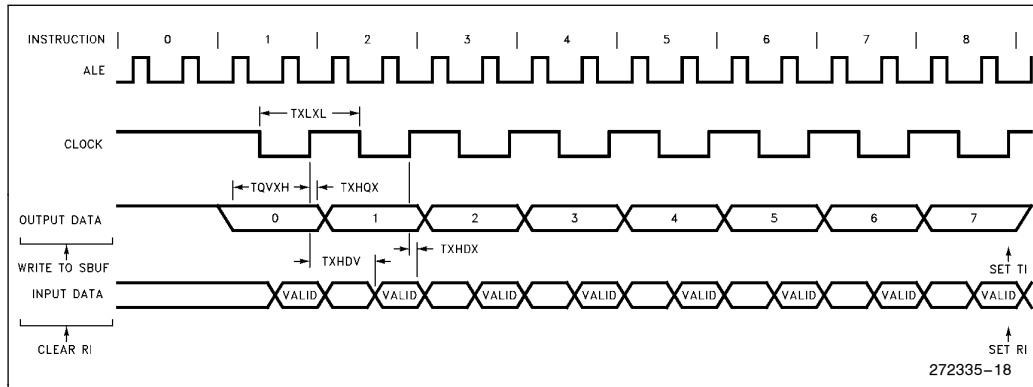 INSTRUCTION | 0 | 1 | 2 | 3 | 4 | 5 | 6 | 7 | 8 |
ALE
TXLXL
CLOCK
TQVXH TXHQX
OUTPUT DATA 0 1 2 3 4 5 6 7
TXHDV TXHDX
WRITE TO SBUF SET TI
INPUT DATA VALID VALID VALID VALID VALID VALID VALID VALID
CLEAR RI SET RI
272335-18